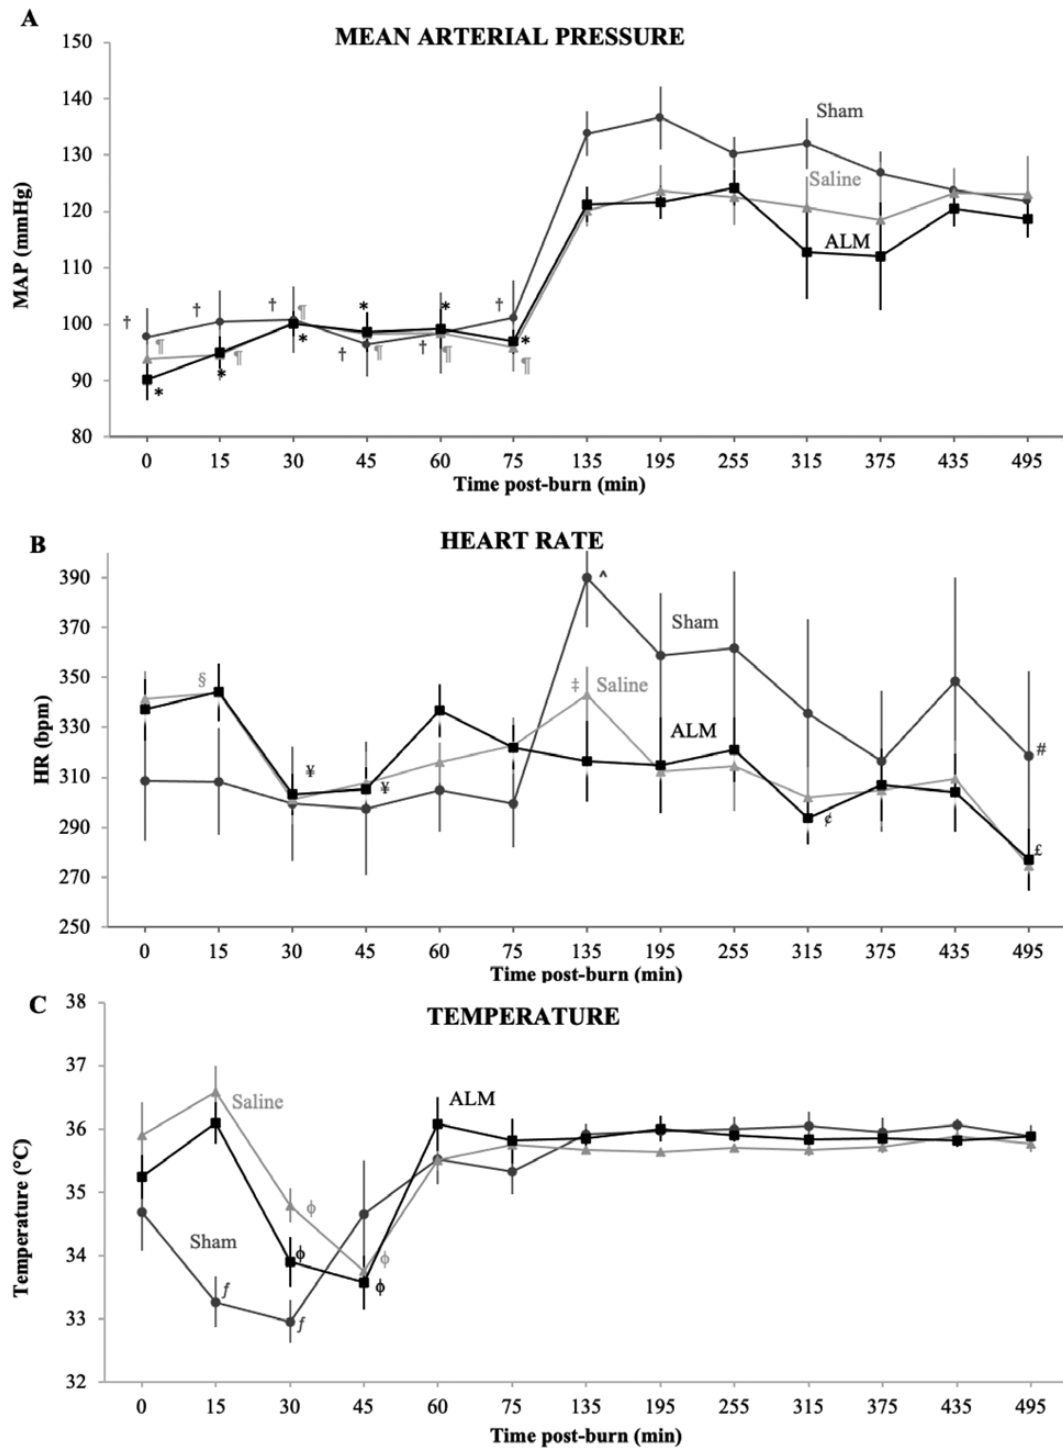 A
MEAN ARTERIAL PRESSURE
150
140
130
120
110
100
90
80
MAP (mmHg)
Sham
Saline
ALM
† † † * * †
¶ ¶ ¶ ¶ ¶ ¶
* * * † † *
0 15 30 45 60 75 135 195 255 315 375 435 495
Time post-burn (min)
B
HEART RATE
390
370
350
330
310
290
270
250
HR (bpm)
^
Sham
§
‡ Saline
ALM
#
¥ ¥
¢
£
0 15 30 45 60 75 135 195 255 315 375 435 495
Time post-burn (min)
C
TEMPERATURE
38
37
36
35
34
33
32
Temperature (°C)
Saline
ALM
Sham
ϕ
ϕ ϕ
ϕ
ƒ
ƒ
0 15 30 45 60 75 135 195 255 315 375 435 495
Time post-burn (min)